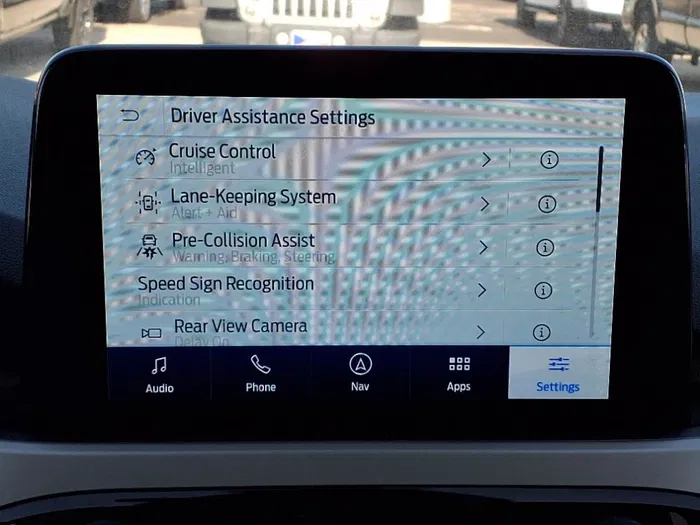 Driver Assistance Settings
Cruise Control
Intelligent
Lane-Keeping System
Alert + Aid
Pre-Collision Assist
Warning, Braking, Steering
Speed Sign Recognition
Indication
Rear View Camera
Delay On
Audio
Phone
Nav
Apps
Settings